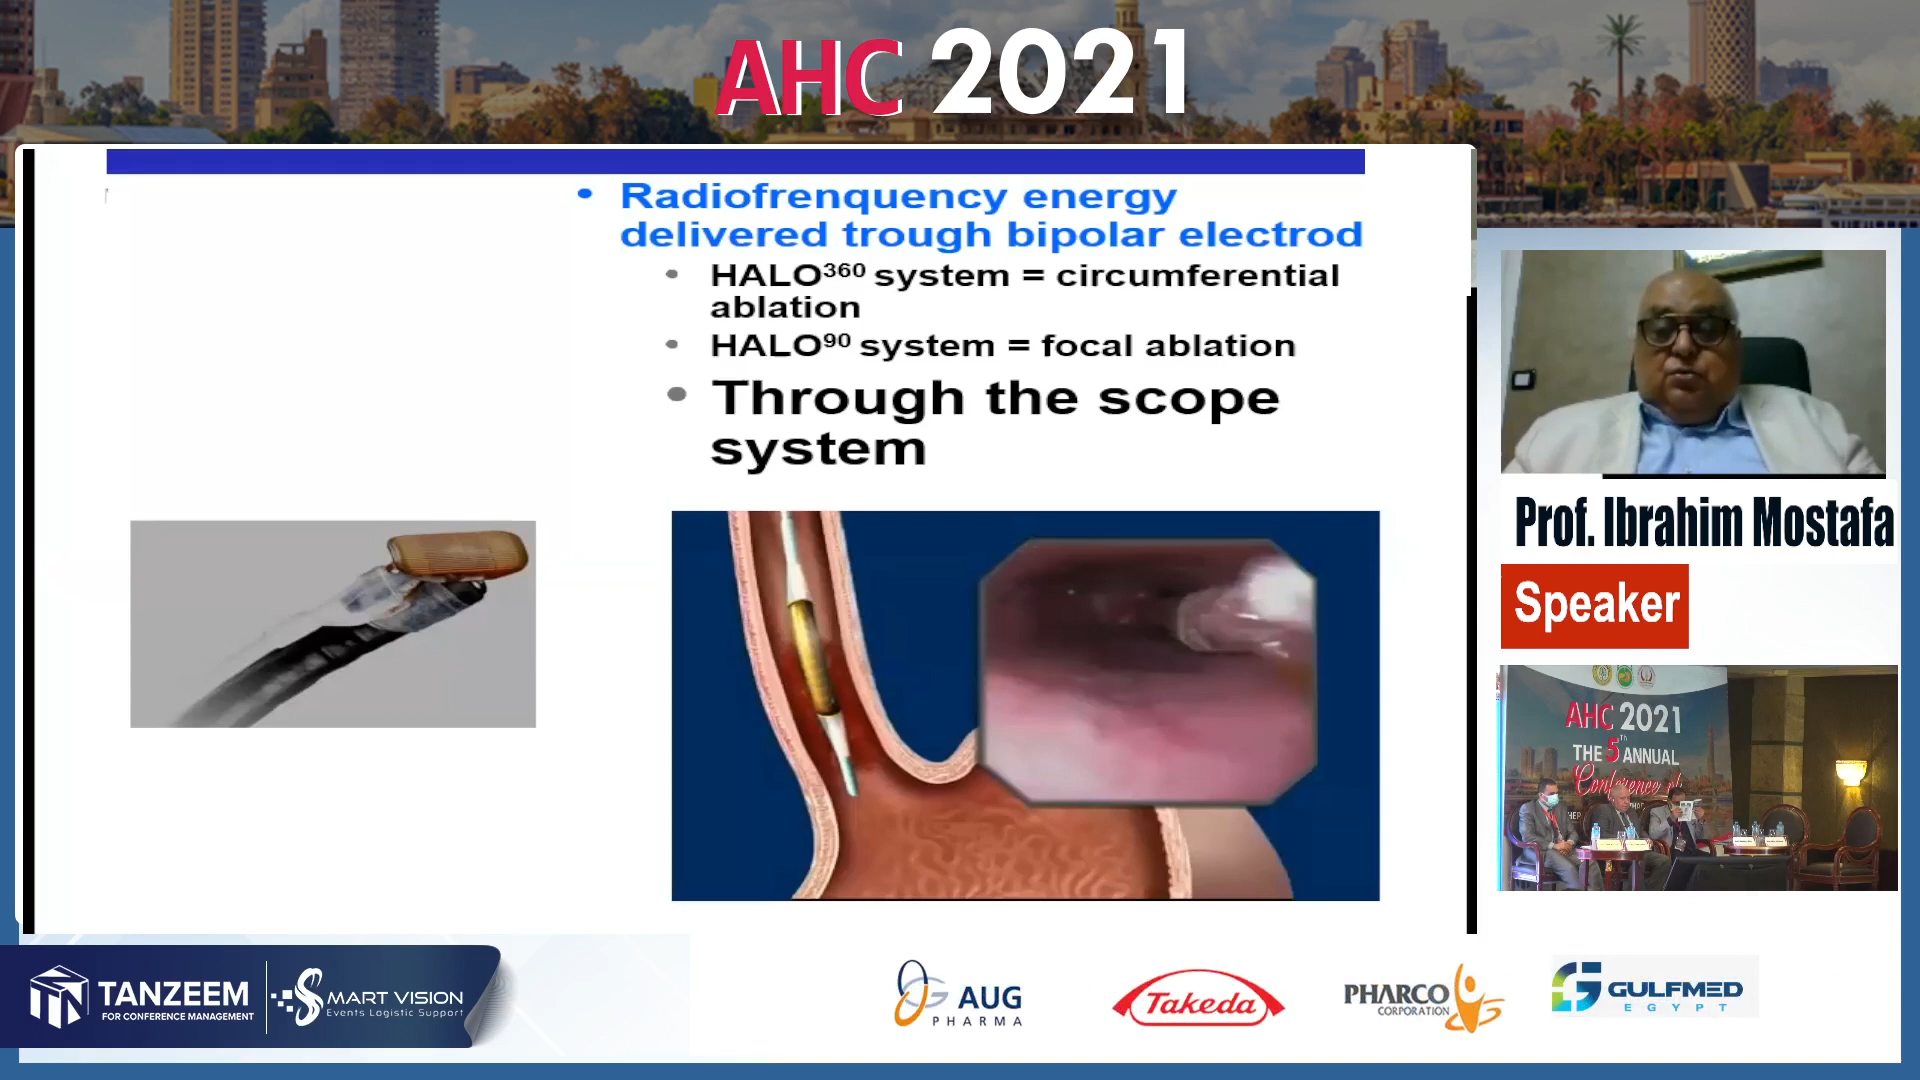 AHC 2021
• Radiofrenquency energy
delivered trough bipolar electrod
• HALO³⁶⁰ system = circumferential
ablation
• HALO⁹⁰ system = focal ablation
• Through the scope
system
Prof. Ibrahim Mostafa
Speaker
AHC 2021
THE 5th ANNUAL
Conference of
TANZEEM
FOR CONFERENCE MANAGEMENT
SMART VISION
Events Logistic Support
AUG
PHARMA
Takeda
PHARCO
CORPORATION
GULFMED
EGYPT